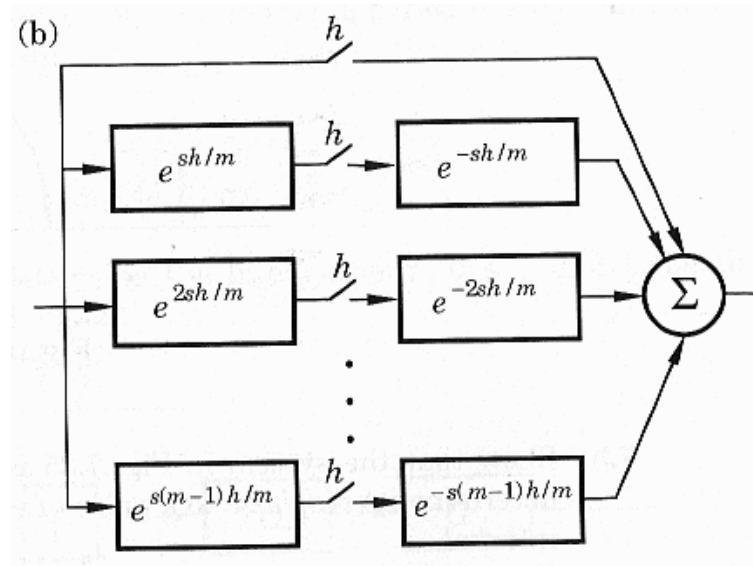 (b)
h
e^{sh/m} h e^{-sh/m}
e^{2sh/m} h e^{-2sh/m}
Σ
e^{s(m-1)h/m} h e^{-s(m-1)h/m}